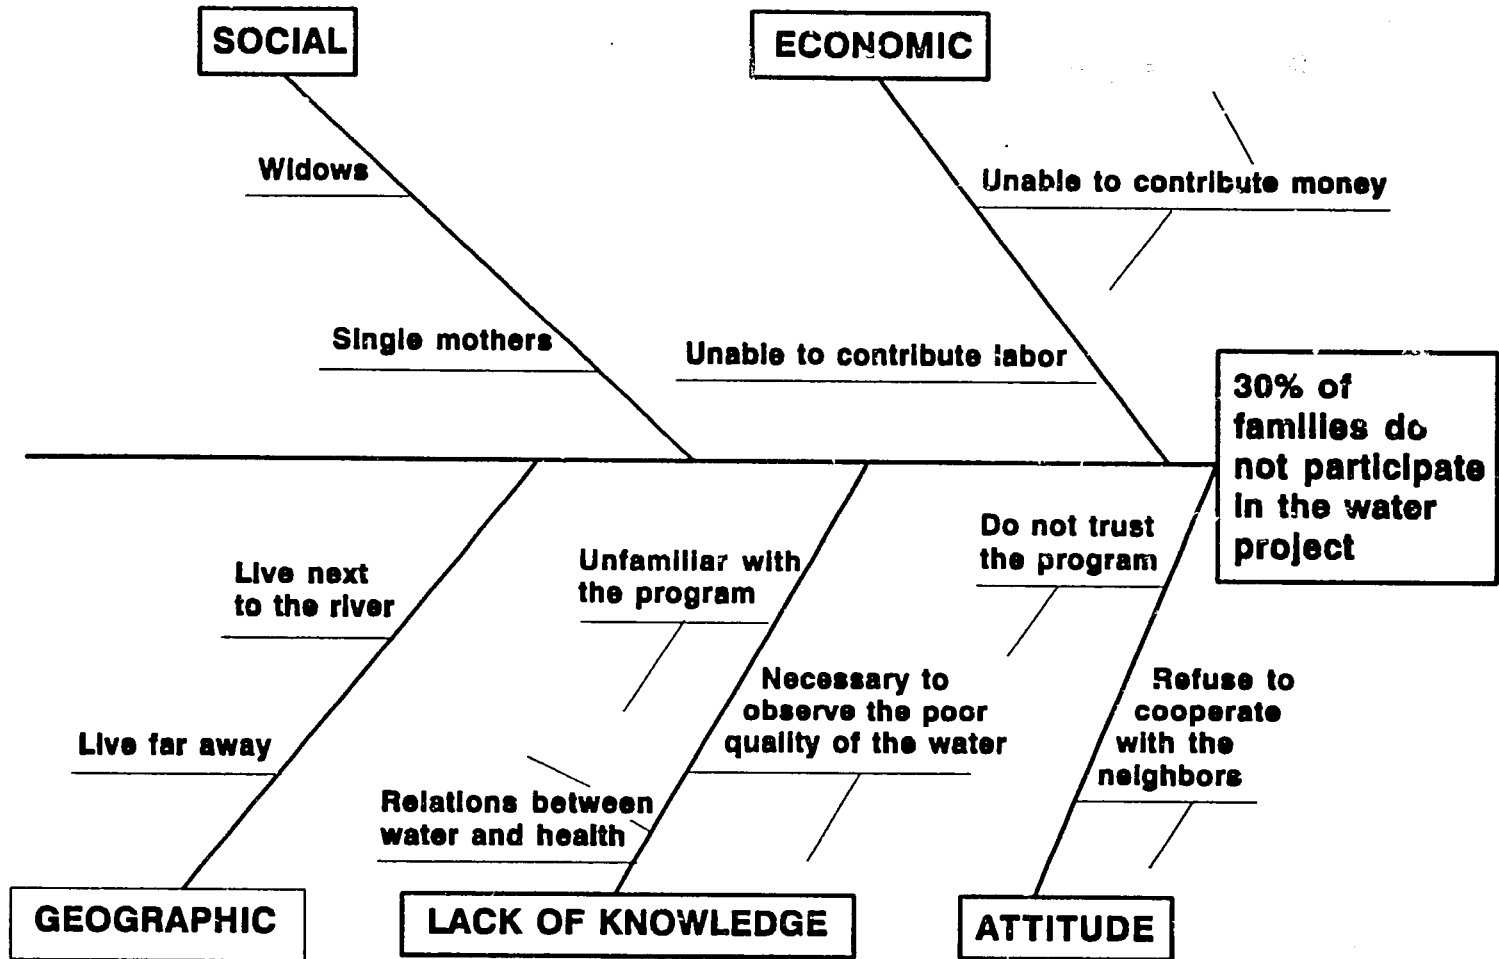 SOCIAL
ECONOMIC
Widows
Unable to contribute money
Single mothers
Unable to contribute labor
30% of
families do
not participate
in the water
project
Do not trust
the program
Unfamiliar with
the program
Live next
to the river
Necessary to
observe the poor
quality of the water
Refuse to
cooperate
with the
neighbors
Live far away
Relations between
water and health
GEOGRAPHIC
LACK OF KNOWLEDGE
ATTITUDE